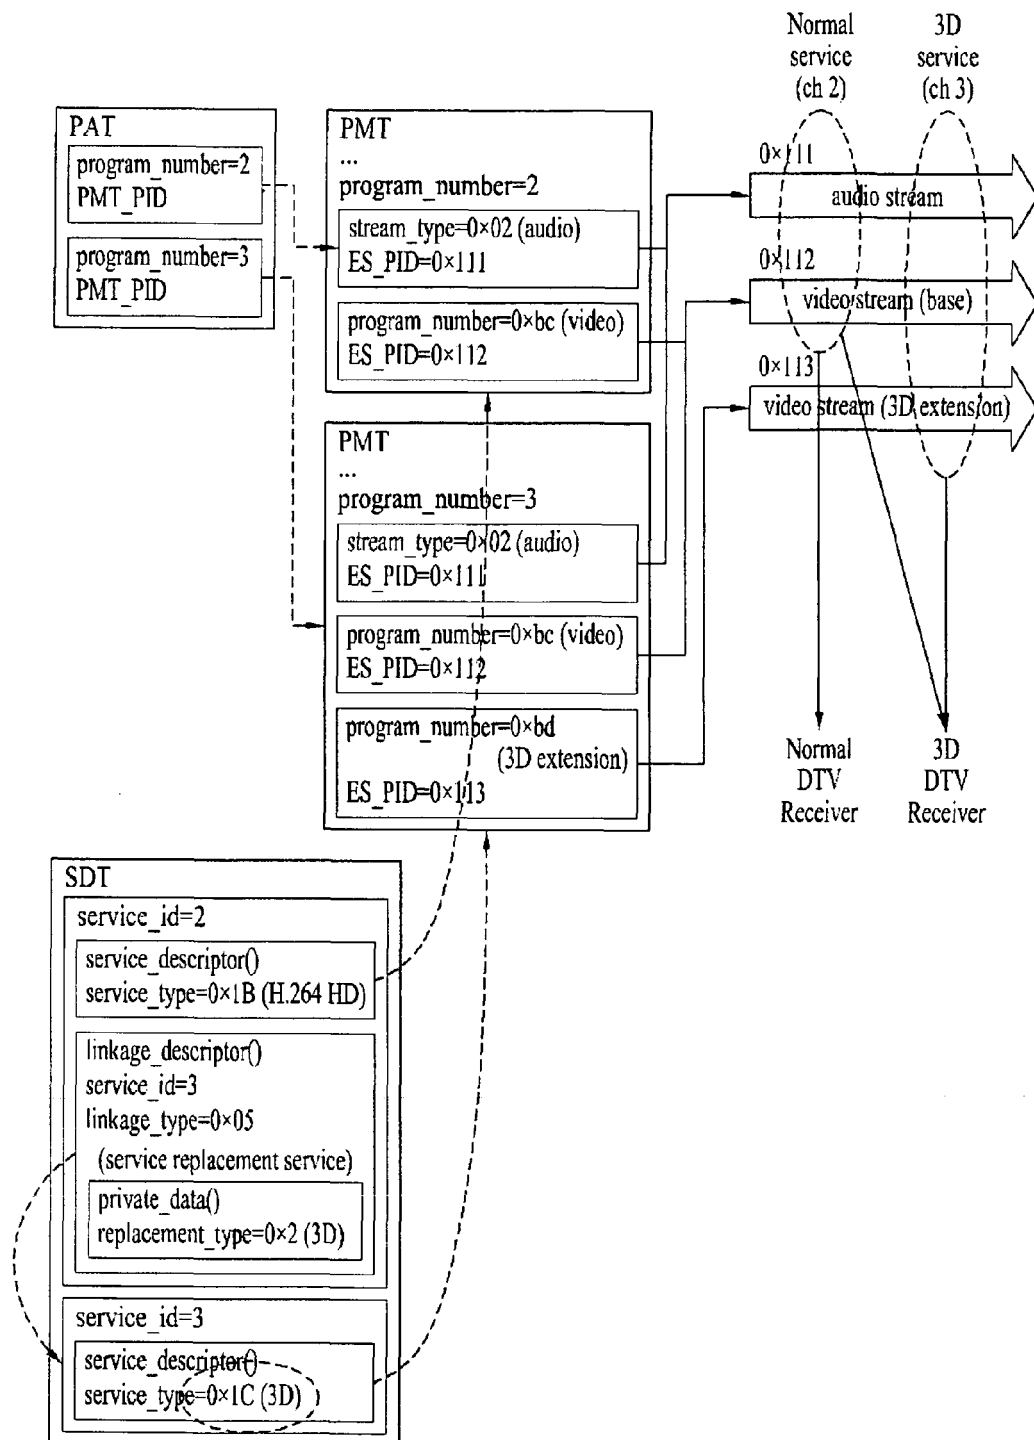 PAT
program_number=2
PMT_PID
program_number=3
PMT_PID
PMT
...
program_number=2
stream_type=0×02 (audio)
ES_PID=0×111
program_number=0×bc (video)
ES_PID=0×112
PMT
...
program_number=3
stream_type=0×02 (audio)
ES_PID=0×111
program_number=0×bc (video)
ES_PID=0×112
program_number=0×bd
(3D extension)
ES_PID=0×113
Normal
service
(ch 2)
3D
service
(ch 3)
0×111
audio stream
0×112
video stream (base)
0×113
video stream (3D extension)
Normal
DTV
Receiver
3D
DTV
Receiver
SDT
service_id=2
service_descriptor()
service_type=0×1B (H.264 HD)
linkage_descriptor()
service_id=3
linkage_type=0×05
(service replacement service)
private_data()
replacement_type=0×2 (3D)
service_id=3
service_descriptor()
service_type=0×1C (3D)